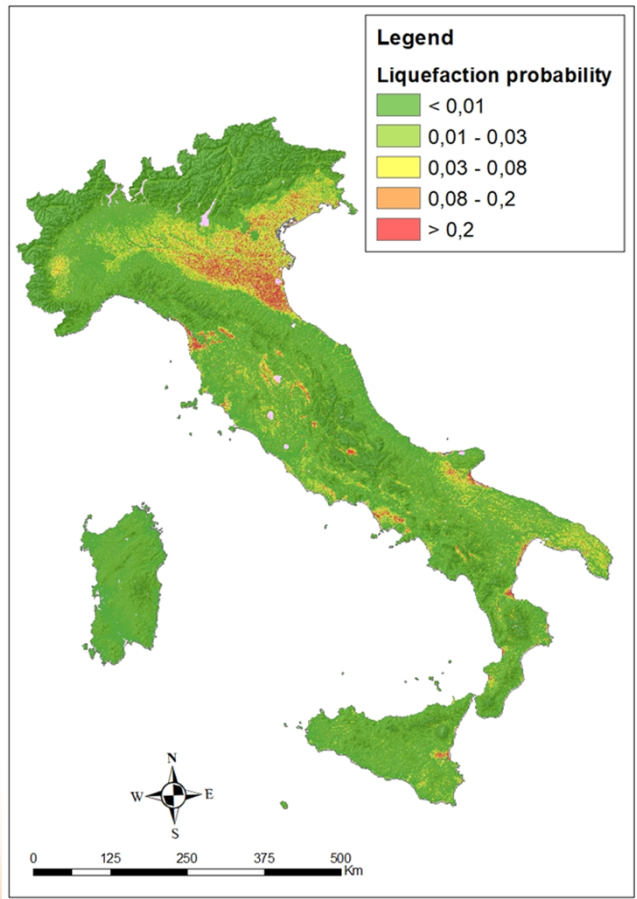 Legend
Liquefaction probability
< 0,01
0,01 - 0,03
0,03 - 0,08
0,08 - 0,2
> 0,2
N
W E
S
0 125 250 375 500
Km